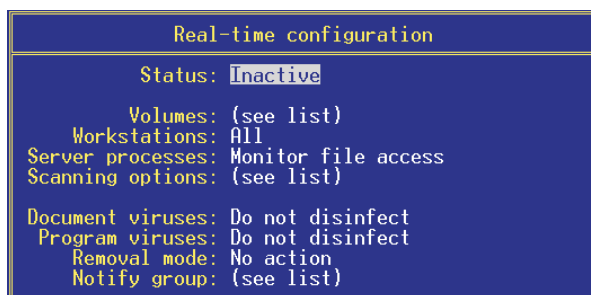 Real-time configuration
Status: Inactive
Volumes: (see list)
Workstations: All
Server processes: Monitor file access
Scanning options: (see list)
Document viruses: Do not disinfect
Program viruses: Do not disinfect
Removal mode: No action
Notify group: (see list)